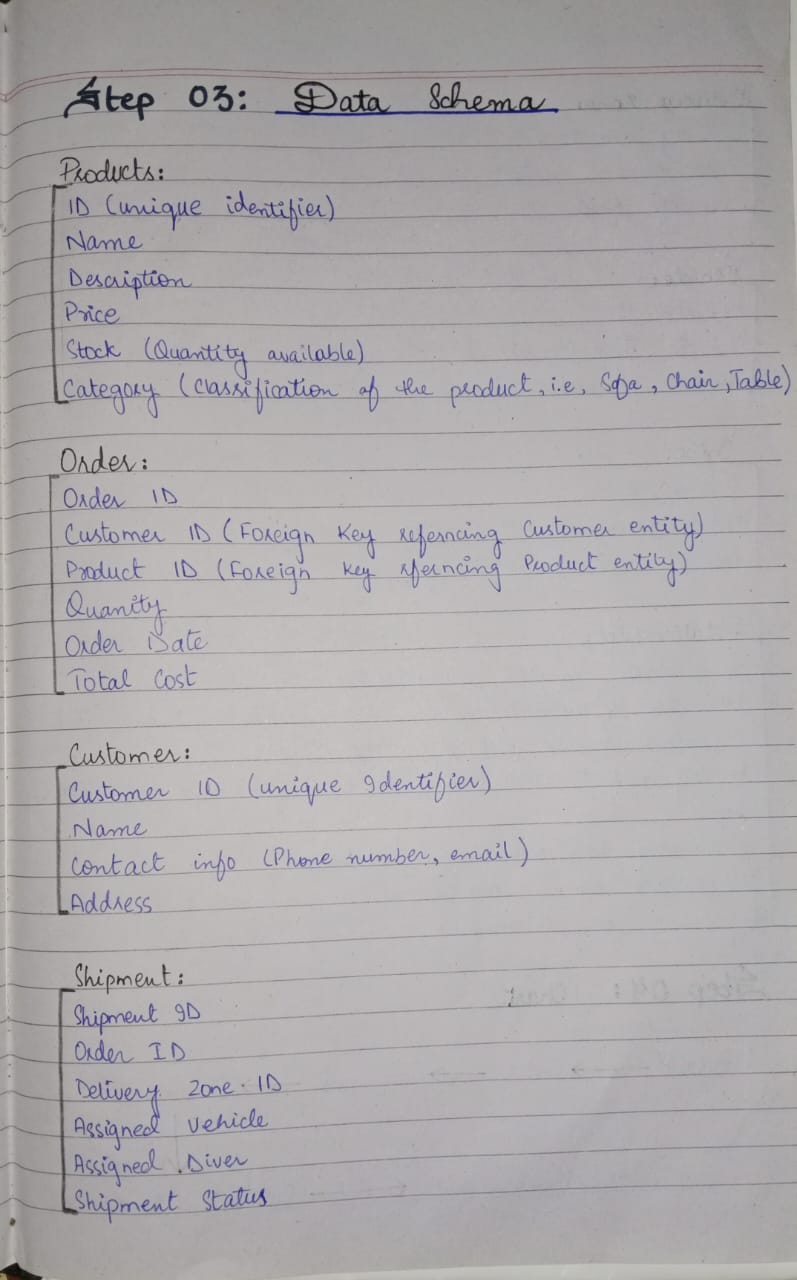 Step 03: Data Schema
Products:
ID (unique identifier)
Name
Description
Price
Stock (Quantity available)
Category (classification of the product, i.e, Sofa, Chair, Table)
Order:
Order ID
Customer ID (Foreign Key referncing Customer entity)
Product ID (Foreign key referncing Product entity)
Quanity
Order Date
Total Cost
Customer:
Customer ID (unique Identifier)
Name
Contact info (Phone number, email)
Address
Shipment:
Shipment ID
Order ID
Delivery Zone ID
Assigned Vehicle
Assigned Diver
Shipment Status